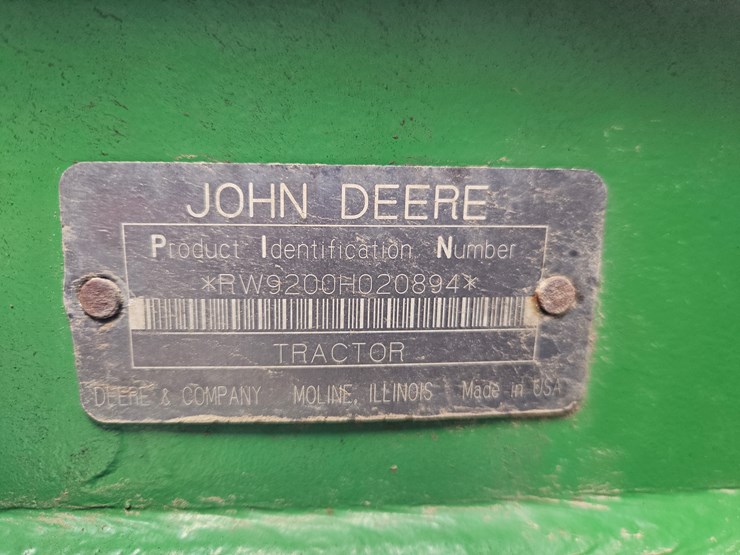 JOHN DEERE
Product Identification Number
*RW9200H020894*
TRACTOR
DEERE & COMPANY MOLINE, ILLINOIS Made in USA